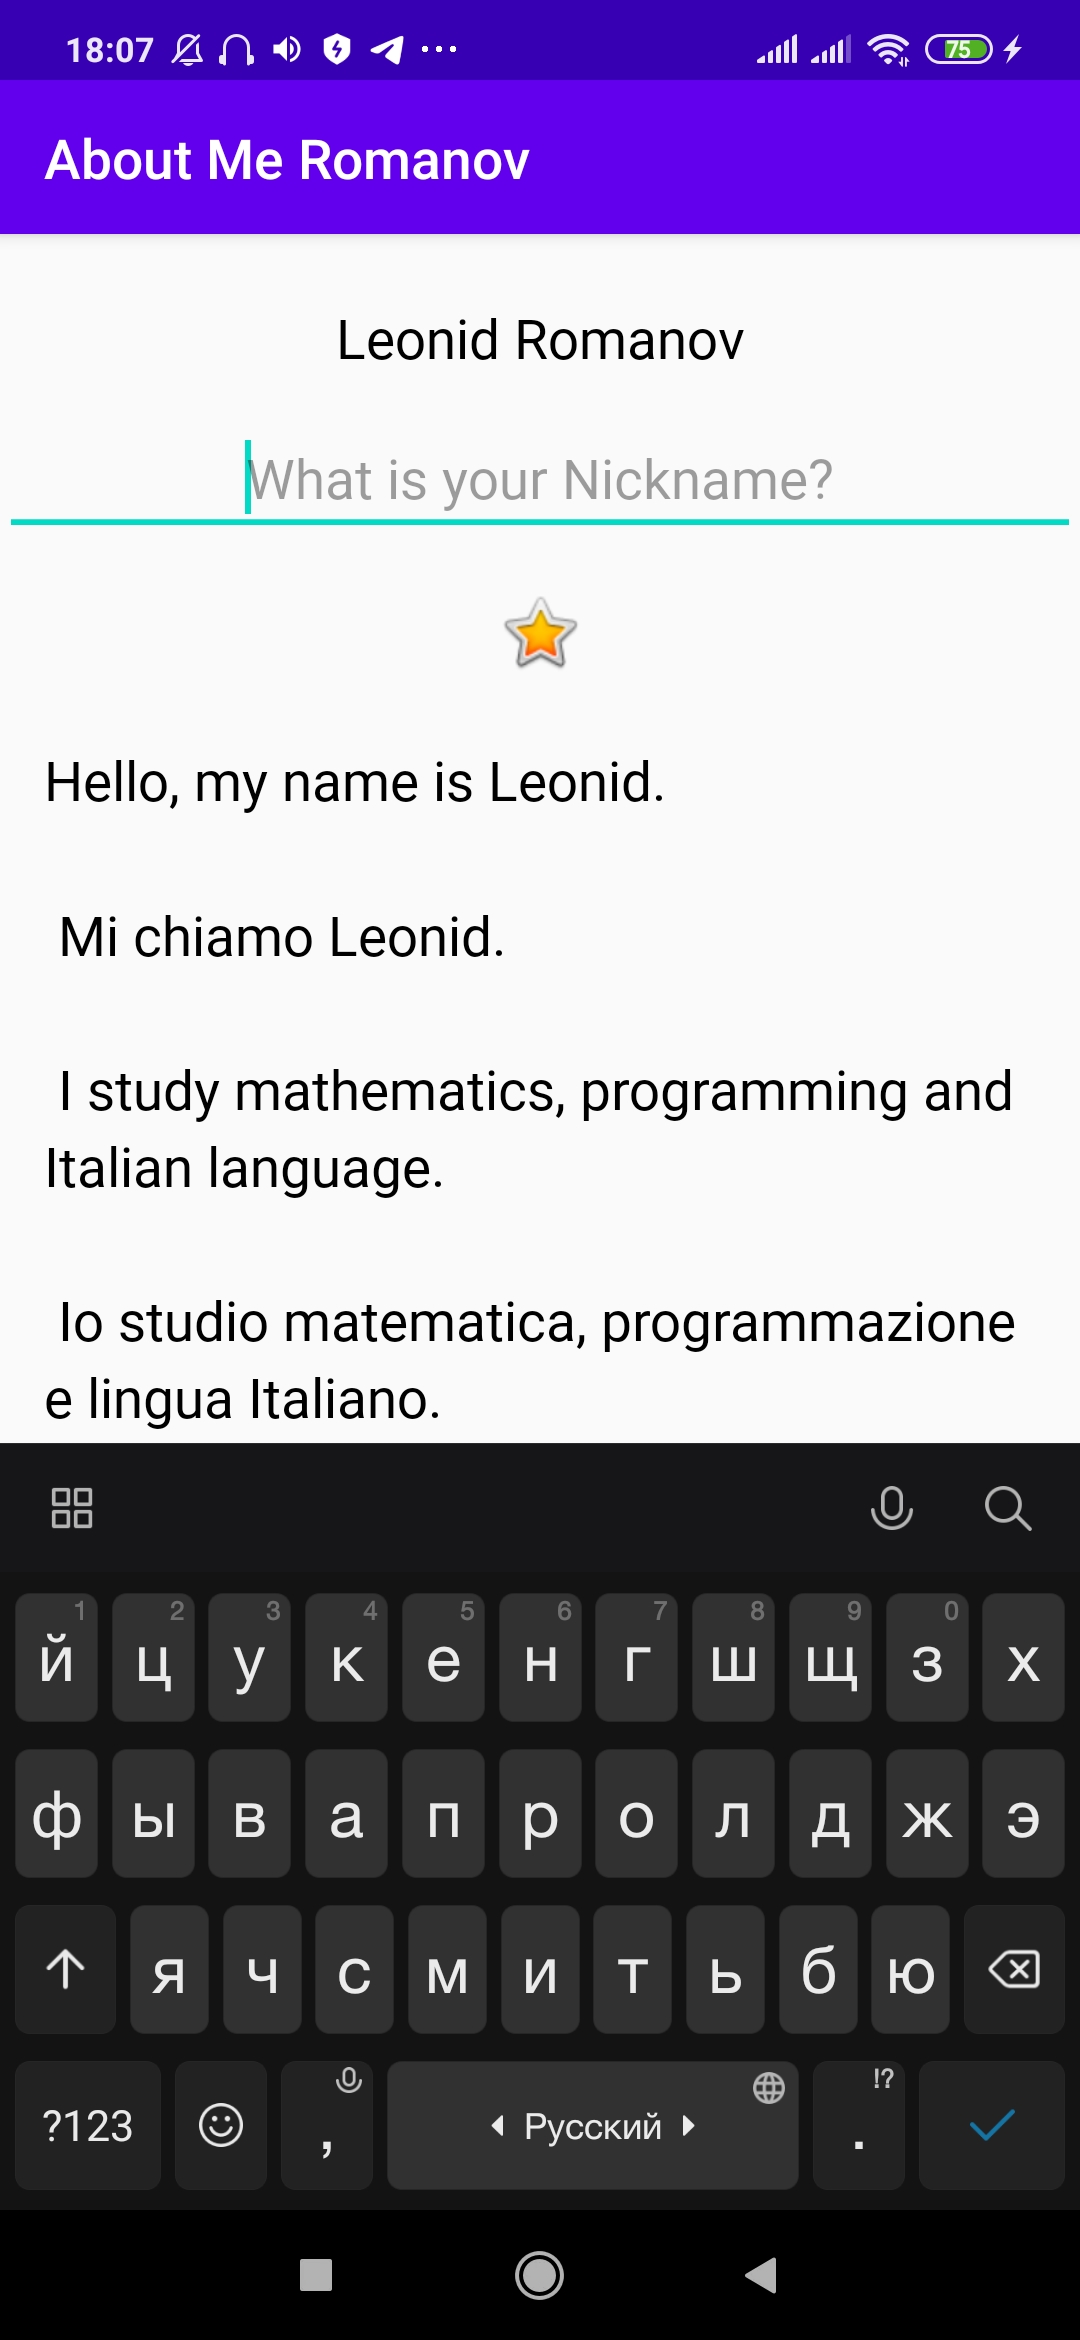 18:07 75
About Me Romanov
Leonid Romanov
What is your Nickname?
Hello, my name is Leonid.
Mi chiamo Leonid.
I study mathematics, programming and
Italian language.
Io studio matematica, programmazione
e lingua Italiano.
1 2 3 4 5 6 7 8 9 0
й ц у к е н г ш щ з х
ф ы в а п р о л д ж э
я ч с м и т ь б ю
!?
?123 , Русский .